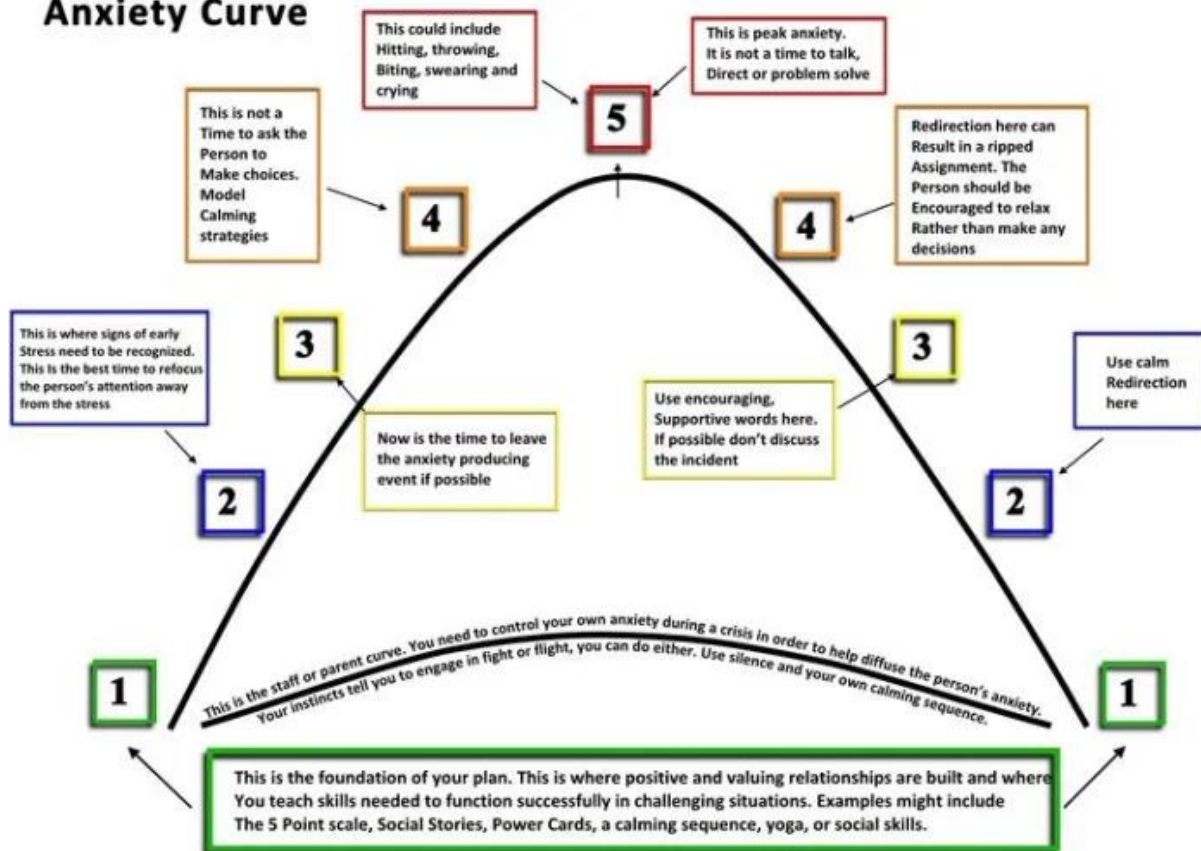 Anxiety Curve
This could include
Hitting, throwing,
Biting, swearing and
crying
This is peak anxiety.
It is not a time to talk,
Direct or problem solve
5
This is not a
Time to ask the
Person to
Make choices.
Model
Calming
strategies
4
4
Redirection here can
Result in a ripped
Assignment. The
Person should be
Encouraged to relax
Rather than make any
decisions
This is where signs of early
Stress need to be recognized.
This Is the best time to refocus
the person's attention away
from the stress
3
Now is the time to leave
the anxiety producing
event if possible
Use encouraging,
Supportive words here.
If possible don't discuss
the incident
3
Use calm
Redirection
here
2
2
This is the staff or parent curve. You need to control your own anxiety during a crisis in order to help diffuse the person's anxiety.
Your instincts tell you to engage in fight or flight, you can do either. Use silence and your own calming sequence.
1
1
This is the foundation of your plan. This is where positive and valuing relationships are built and where
You teach skills needed to function successfully in challenging situations. Examples might include
The 5 Point scale, Social Stories, Power Cards, a calming sequence, yoga, or social skills.